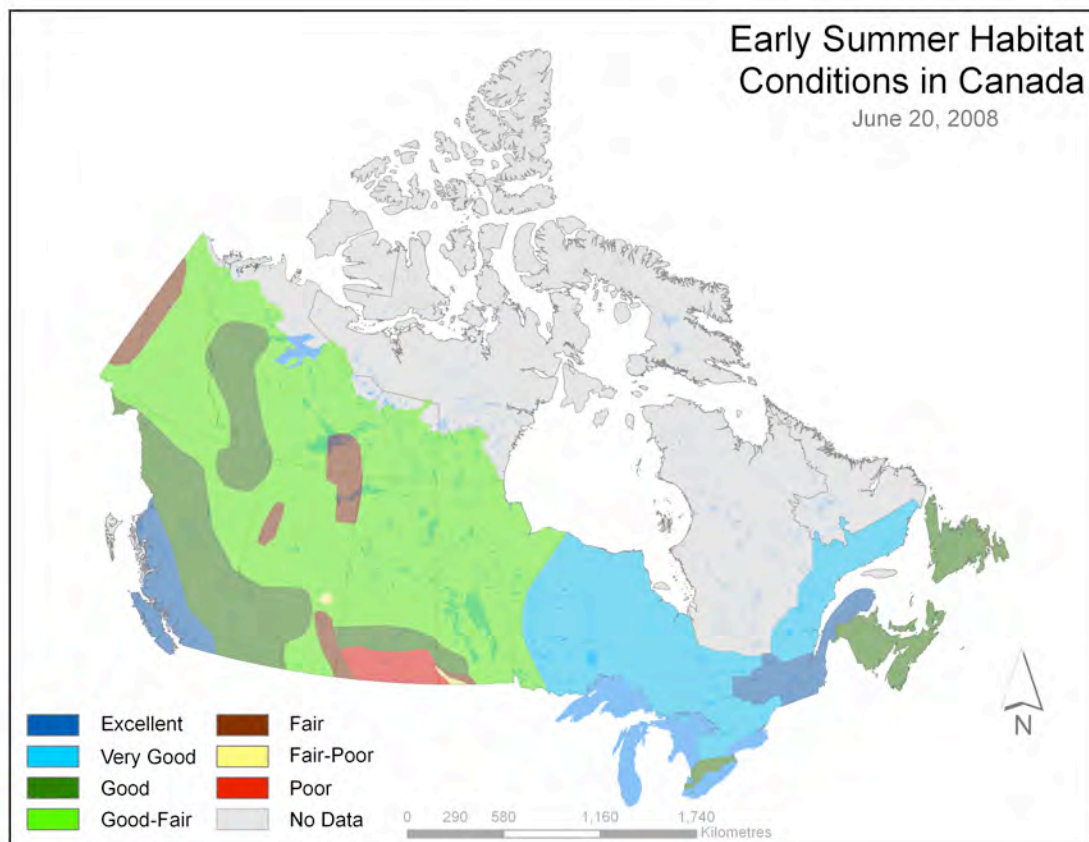 Early Summer Habitat
Conditions in Canada
June 20, 2008
Excellent
Very Good
Good
Good-Fair
Fair
Fair-Poor
Poor
No Data
0 290 580 1,160 1,740
Kilometres
N